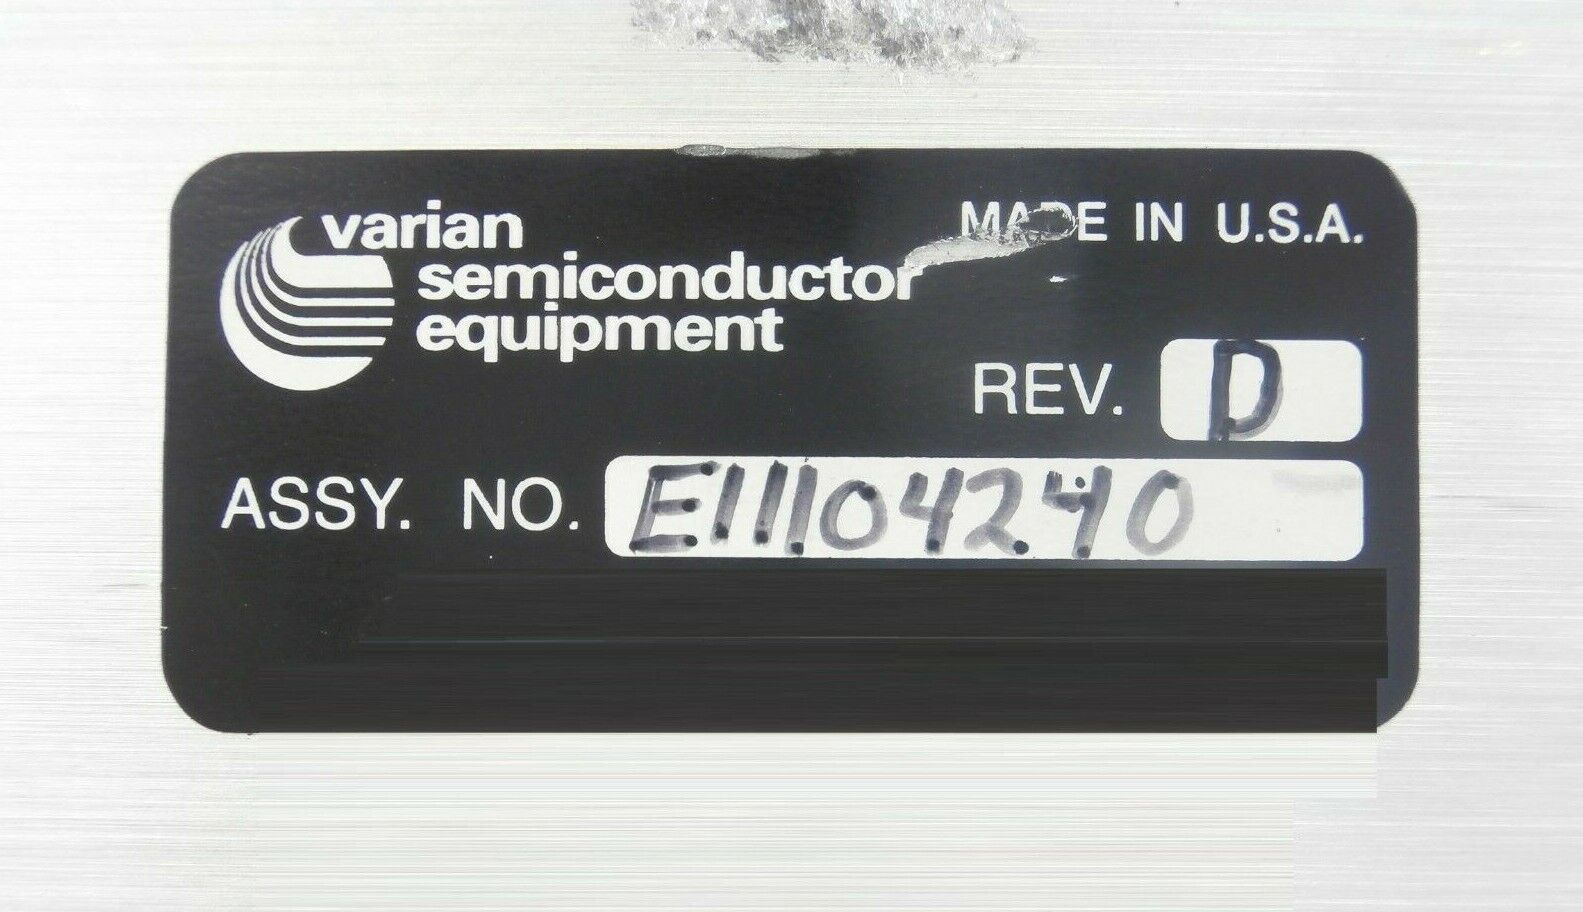 varian
semiconductor
equipment
MADE IN U.S.A.
REV. D
ASSY. NO. E11104240